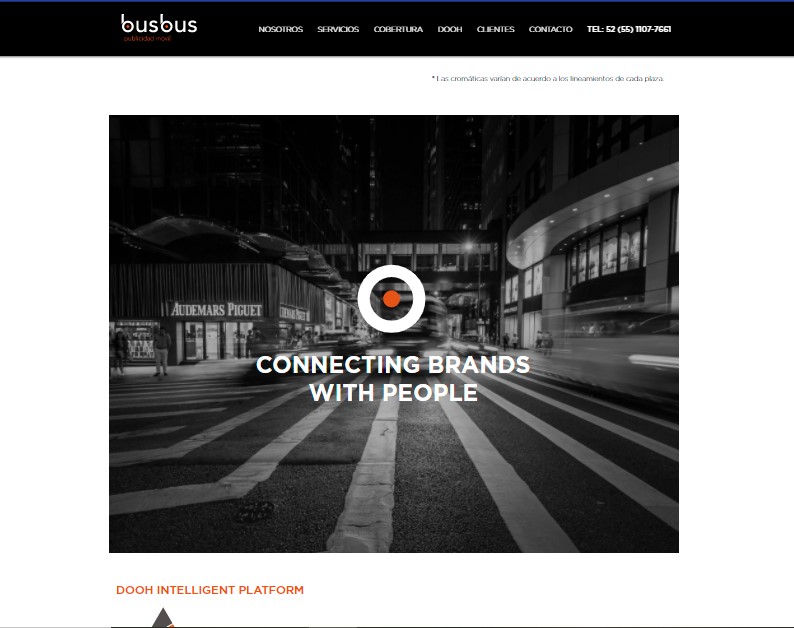 busbus
publicidad móvil
NOSOTROS SERVICIOS COBERTURA DOOH CLIENTES CONTACTO TEL: 52 (55) 1107-7661
* Las cromáticas varían de acuerdo a los lineamientos de cada plaza.
AUDEMARS PIGUET
CONNECTING BRANDS
WITH PEOPLE
DOOH INTELLIGENT PLATFORM